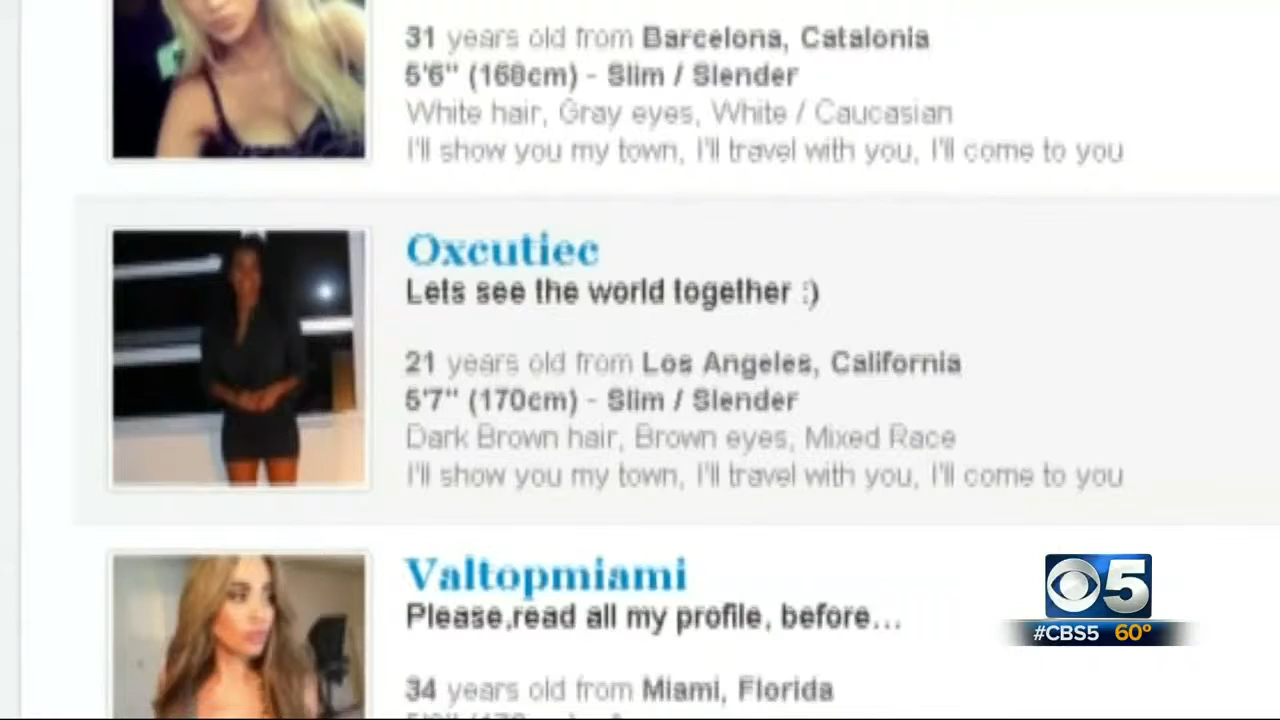 31 years old from Barcelona, Catalonia
5'6" (168cm) - Slim / Slender
White hair, Gray eyes, White / Caucasian
I'll show you my town, I'll travel with you, I'll come to you
Oxcutiec
Lets see the world together :)
21 years old from Los Angeles, California
5'7" (170cm) - Slim / Slender
Dark Brown hair, Brown eyes, Mixed Race
I'll show you my town, I'll travel with you, I'll come to you
Valtopmiami
Please,read all my profile, before...
34 years old from Miami, Florida
5
#CBS5 60º